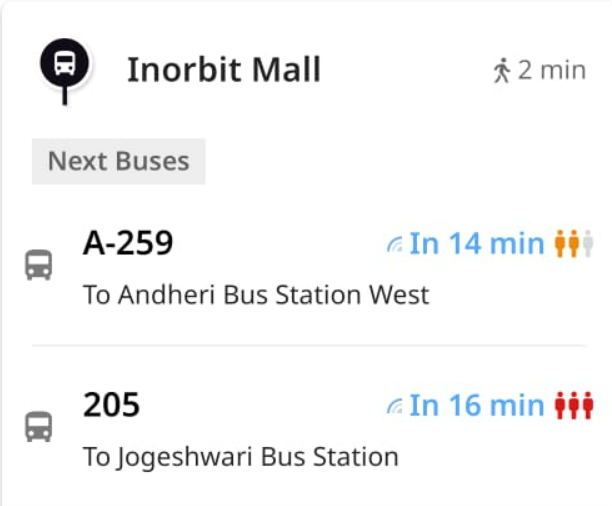 Inorbit Mall
2 min
Next Buses
A-259
In 14 min
To Andheri Bus Station West
205
In 16 min
To Jogeshwari Bus Station